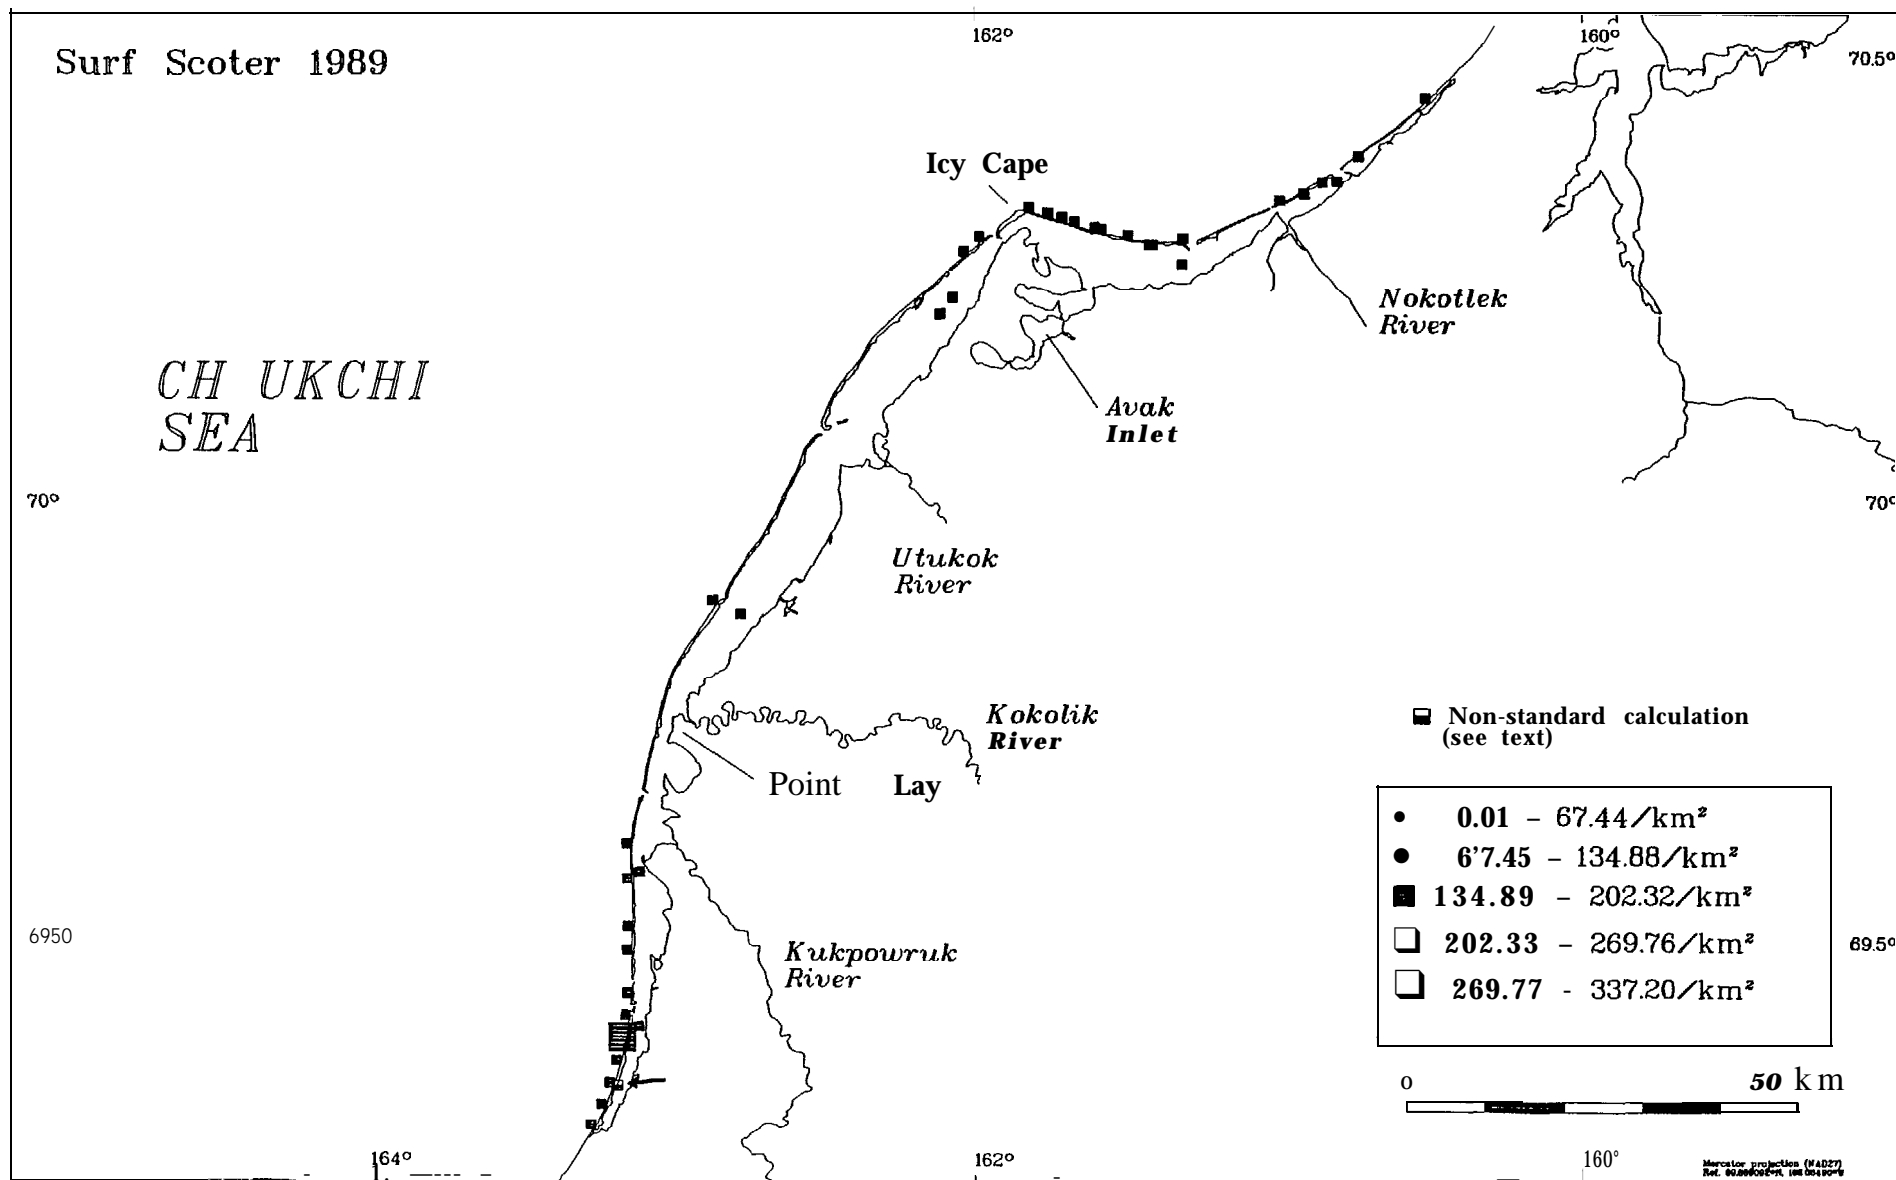 Surf Scoter 1989
162°
160°
70.5°
Icy Cape
Nokotlek
River
CH UKCHI
SEA
Avak
Inlet
70°
70°
Utukok
River
Kokolik
River
Non-standard calculation
(see text)
Point Lay
0.01 - 67.44/km²
6'7.45 - 134.88/km²
134.89 - 202.32/km²
202.33 - 269.76/km²
269.77 - 337.20/km²
6950
69.5°
Kukpowruk
River
0 50 km
164°
162°
160°
Mercator projection (NAD27)